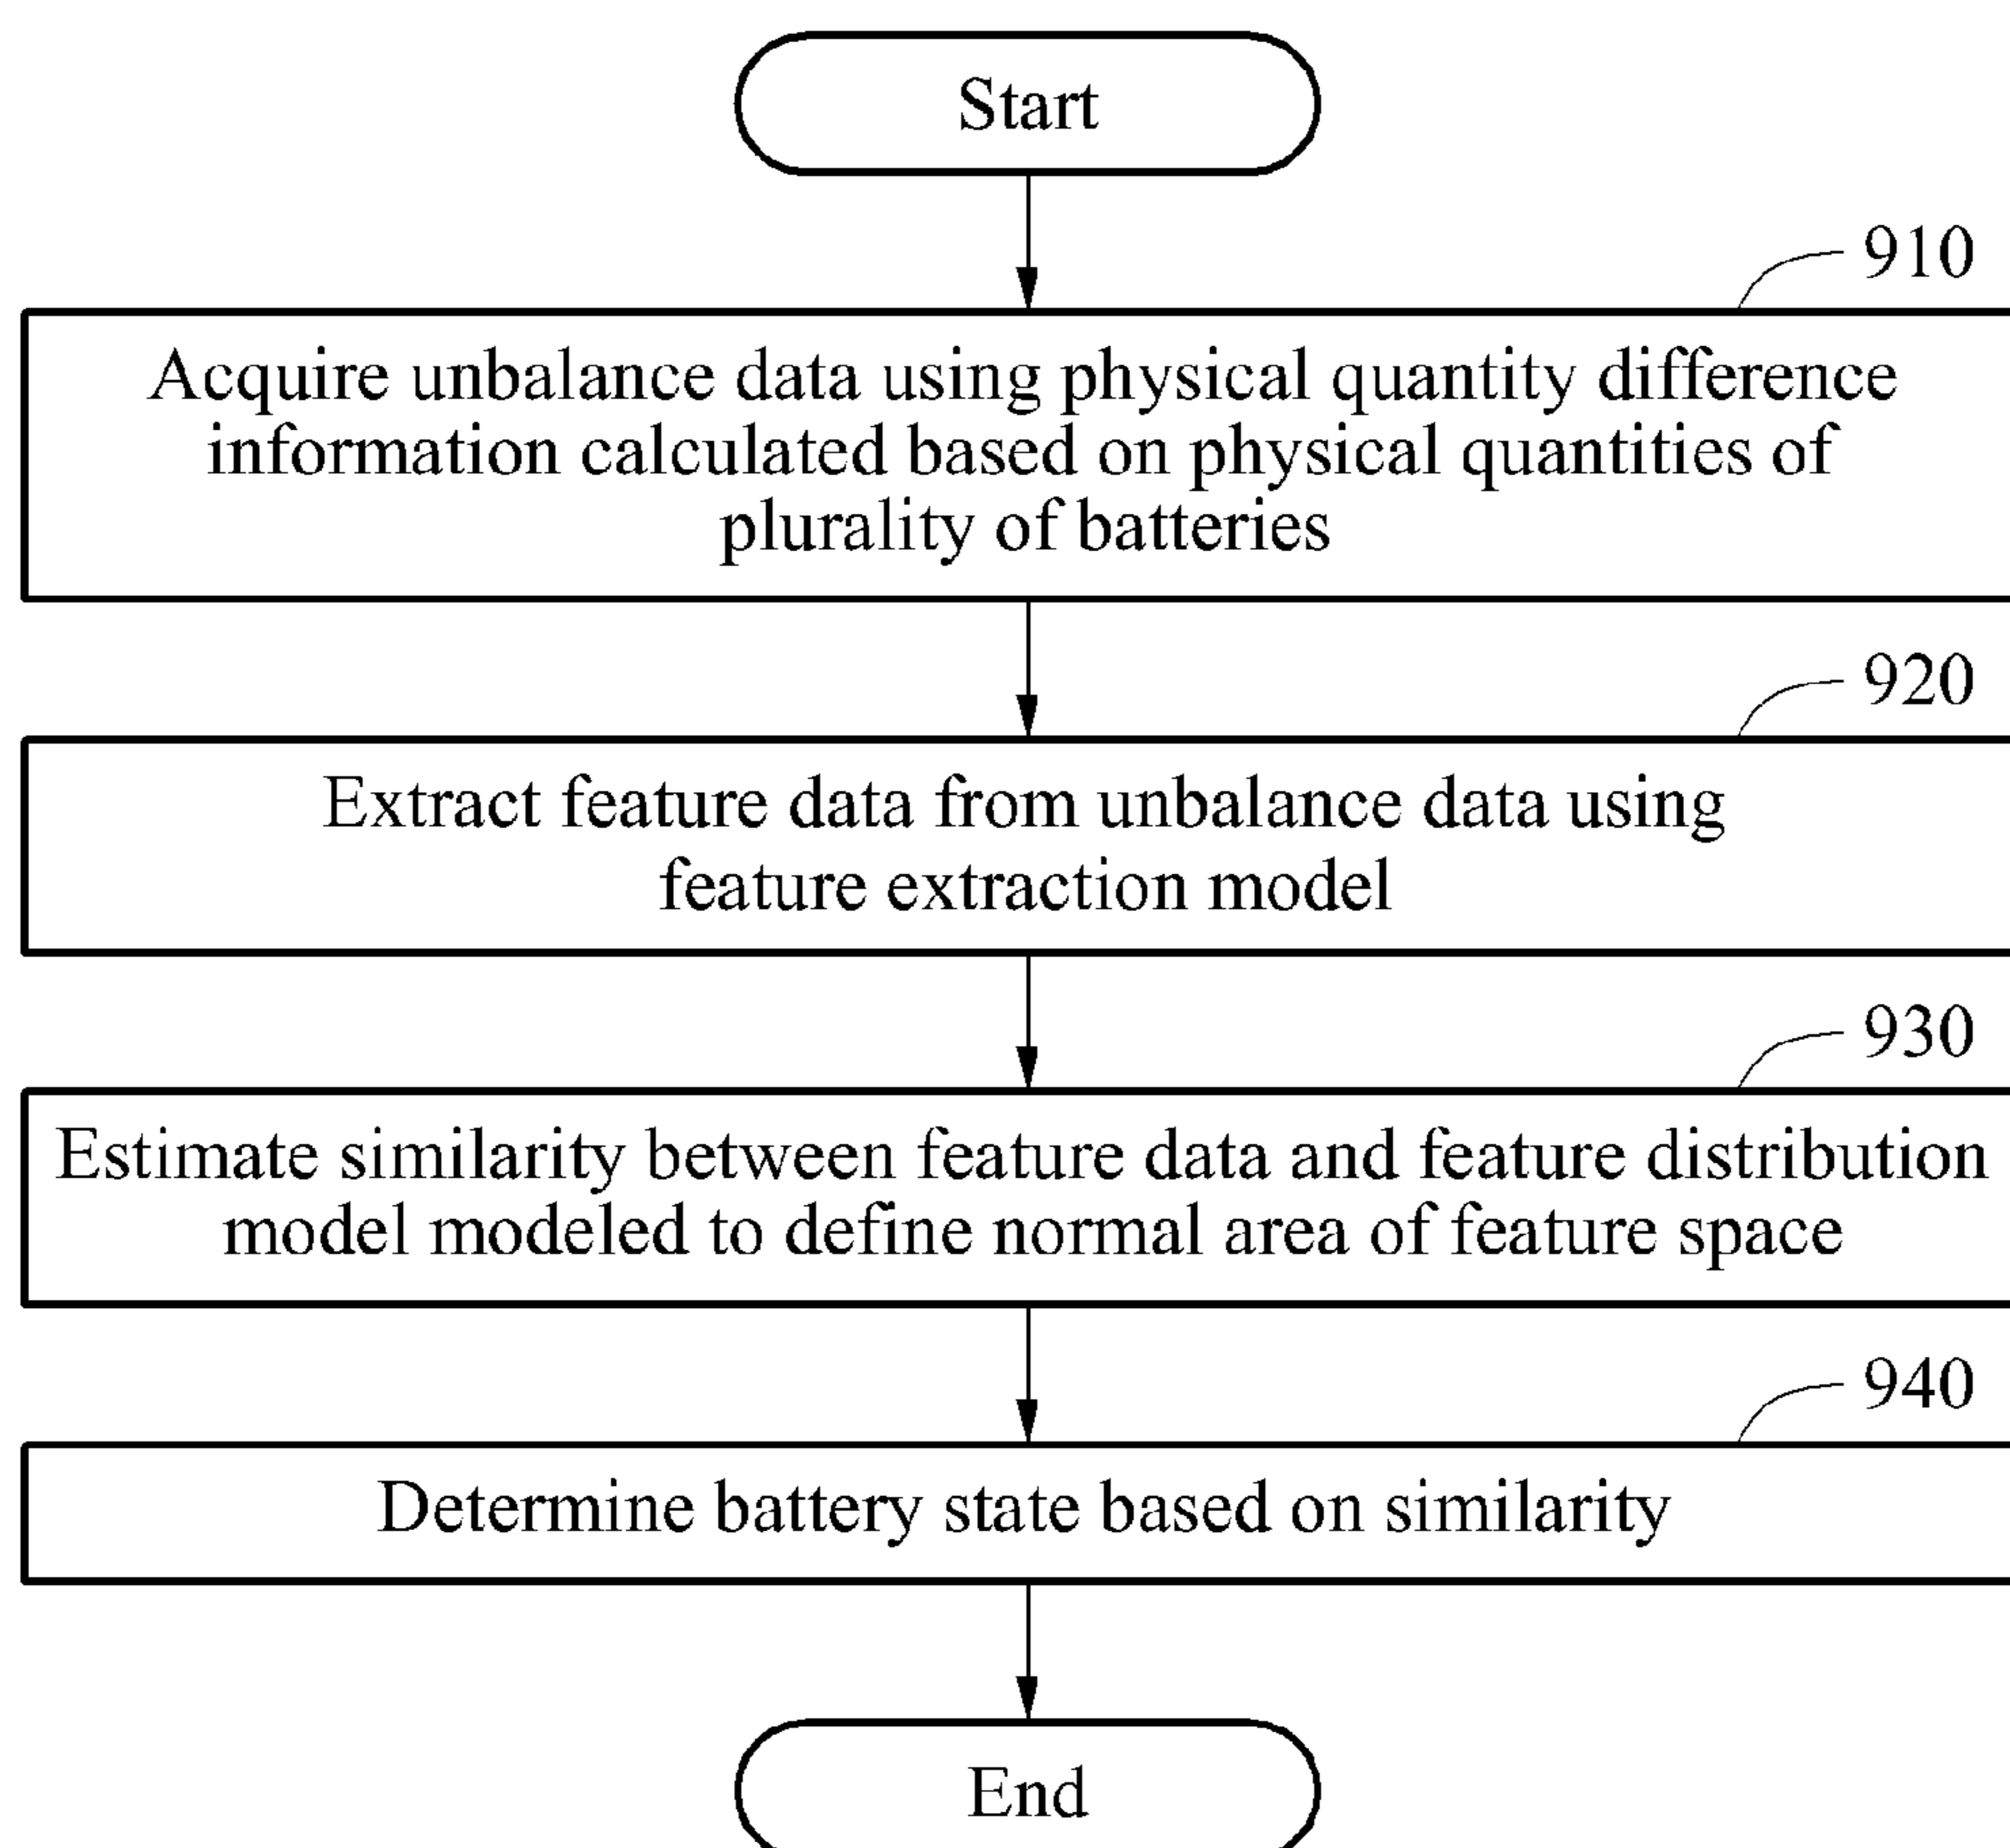 Start
910
Acquire unbalance data using physical quantity difference
information calculated based on physical quantities of
plurality of batteries
920
Extract feature data from unbalance data using
feature extraction model
930
Estimate similarity between feature data and feature distribution
model modeled to define normal area of feature space
940
Determine battery state based on similarity
End